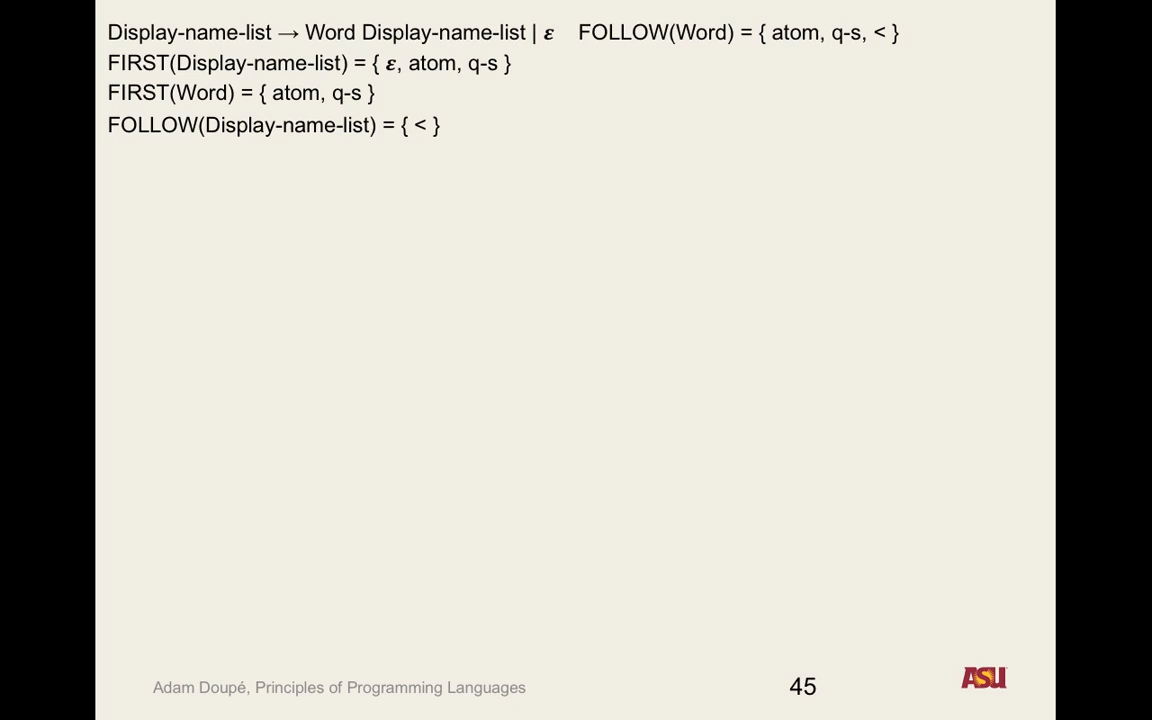 Display-name-list → Word Display-name-list | ε FOLLOW(Word) = { atom, q-s, < }
FIRST(Display-name-list) = { ε, atom, q-s }
FIRST(Word) = { atom, q-s }
FOLLOW(Display-name-list) = { < }
Adam Doupé, Principles of Programming Languages
45
ASU